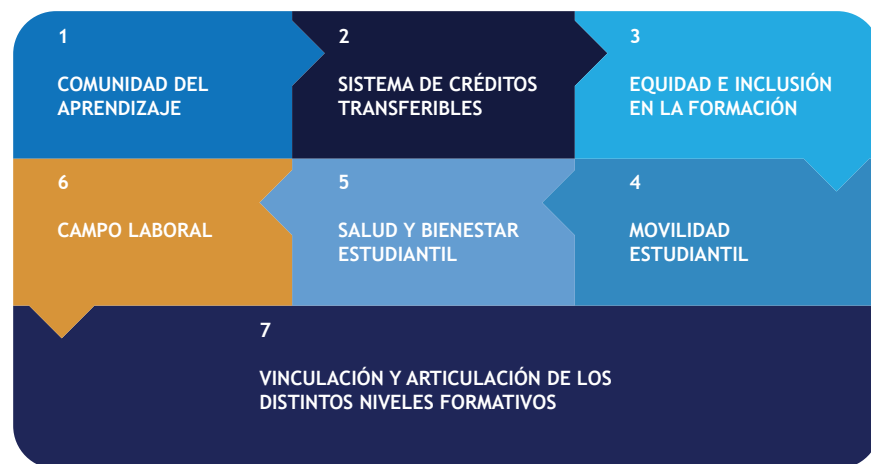 1
COMUNIDAD DEL
APRENDIZAJE
2
SISTEMA DE CRÉDITOS
TRANSFERIBLES
3
EQUIDAD E INCLUSIÓN
EN LA FORMACIÓN
4
MOVILIDAD
ESTUDIANTIL
5
SALUD Y BIENESTAR
ESTUDIANTIL
6
CAMPO LABORAL
7
VINCULACIÓN Y ARTICULACIÓN DE LOS
DISTINTOS NIVELES FORMATIVOS